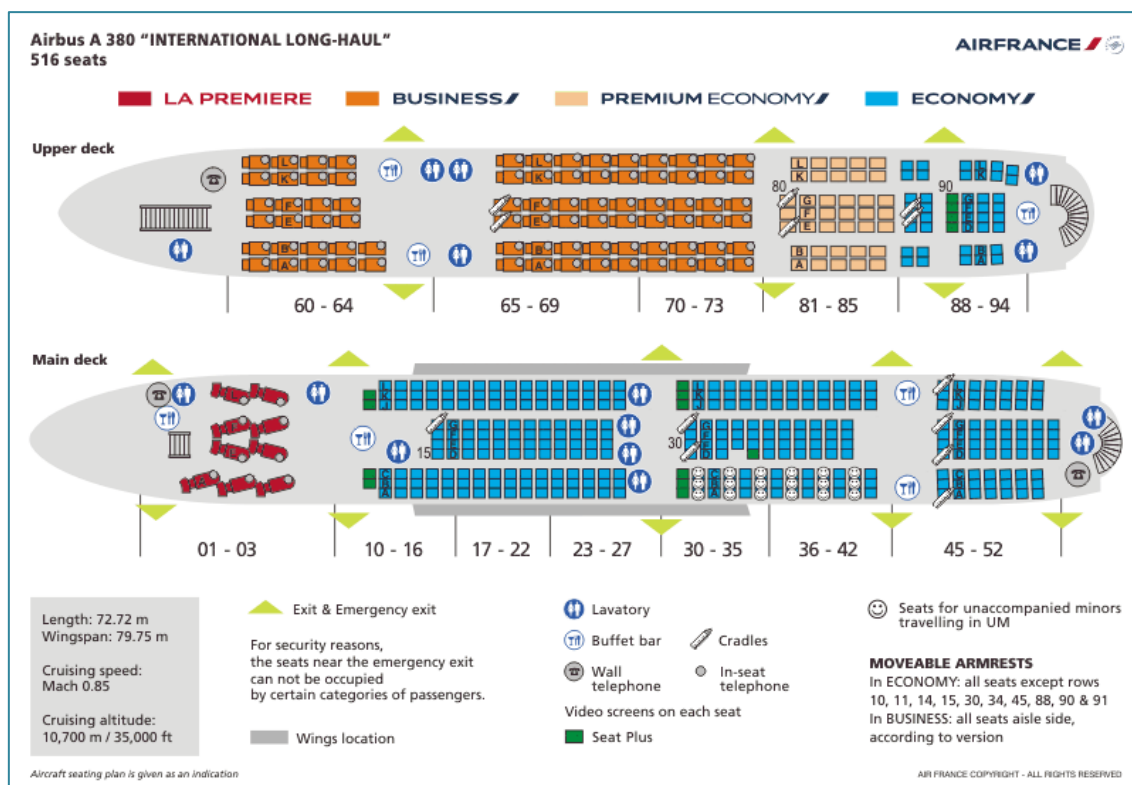 Airbus A 380 “INTERNATIONAL LONG-HAUL”
516 seats
AIRFRANCE
LA PREMIERE
BUSINESS
PREMIUM ECONOMY
ECONOMY
Upper deck
L
K
F
E
B
A
L
K
F
E
B
A
80
L
K
G
F
E
B
A
90
L
K
G
F
E
D
B
A
60 - 64
65 - 69
70 - 73
81 - 85
88 - 94
Main deck
L
K
J
15
G
F
E
D
C
B
A
L
K
J
30
G
F
E
D
C
B
A
L
K
J
G
F
E
D
C
B
A
01 - 03
10 - 16
17 - 22
23 - 27
30 - 35
36 - 42
45 - 52
Length: 72.72 m
Wingspan: 79.75 m
Cruising speed:
Mach 0.85
Cruising altitude:
10,700 m / 35,000 ft
Exit & Emergency exit
For security reasons,
the seats near the emergency exit
can not be occupied
by certain categories of passengers.
Wings location
Lavatory
Buffet bar
Cradles
Wall
telephone
In-seat
telephone
Video screens on each seat
Seat Plus
Seats for unaccompanied minors
travelling in UM
MOVEABLE ARMRESTS
In ECONOMY: all seats except rows
10, 11, 14, 15, 30, 34, 45, 88, 90 & 91
In BUSINESS: all seats aisle side,
according to version
Aircraft seating plan is given as an indication
AIR FRANCE COPYRIGHT - ALL RIGHTS RESERVED